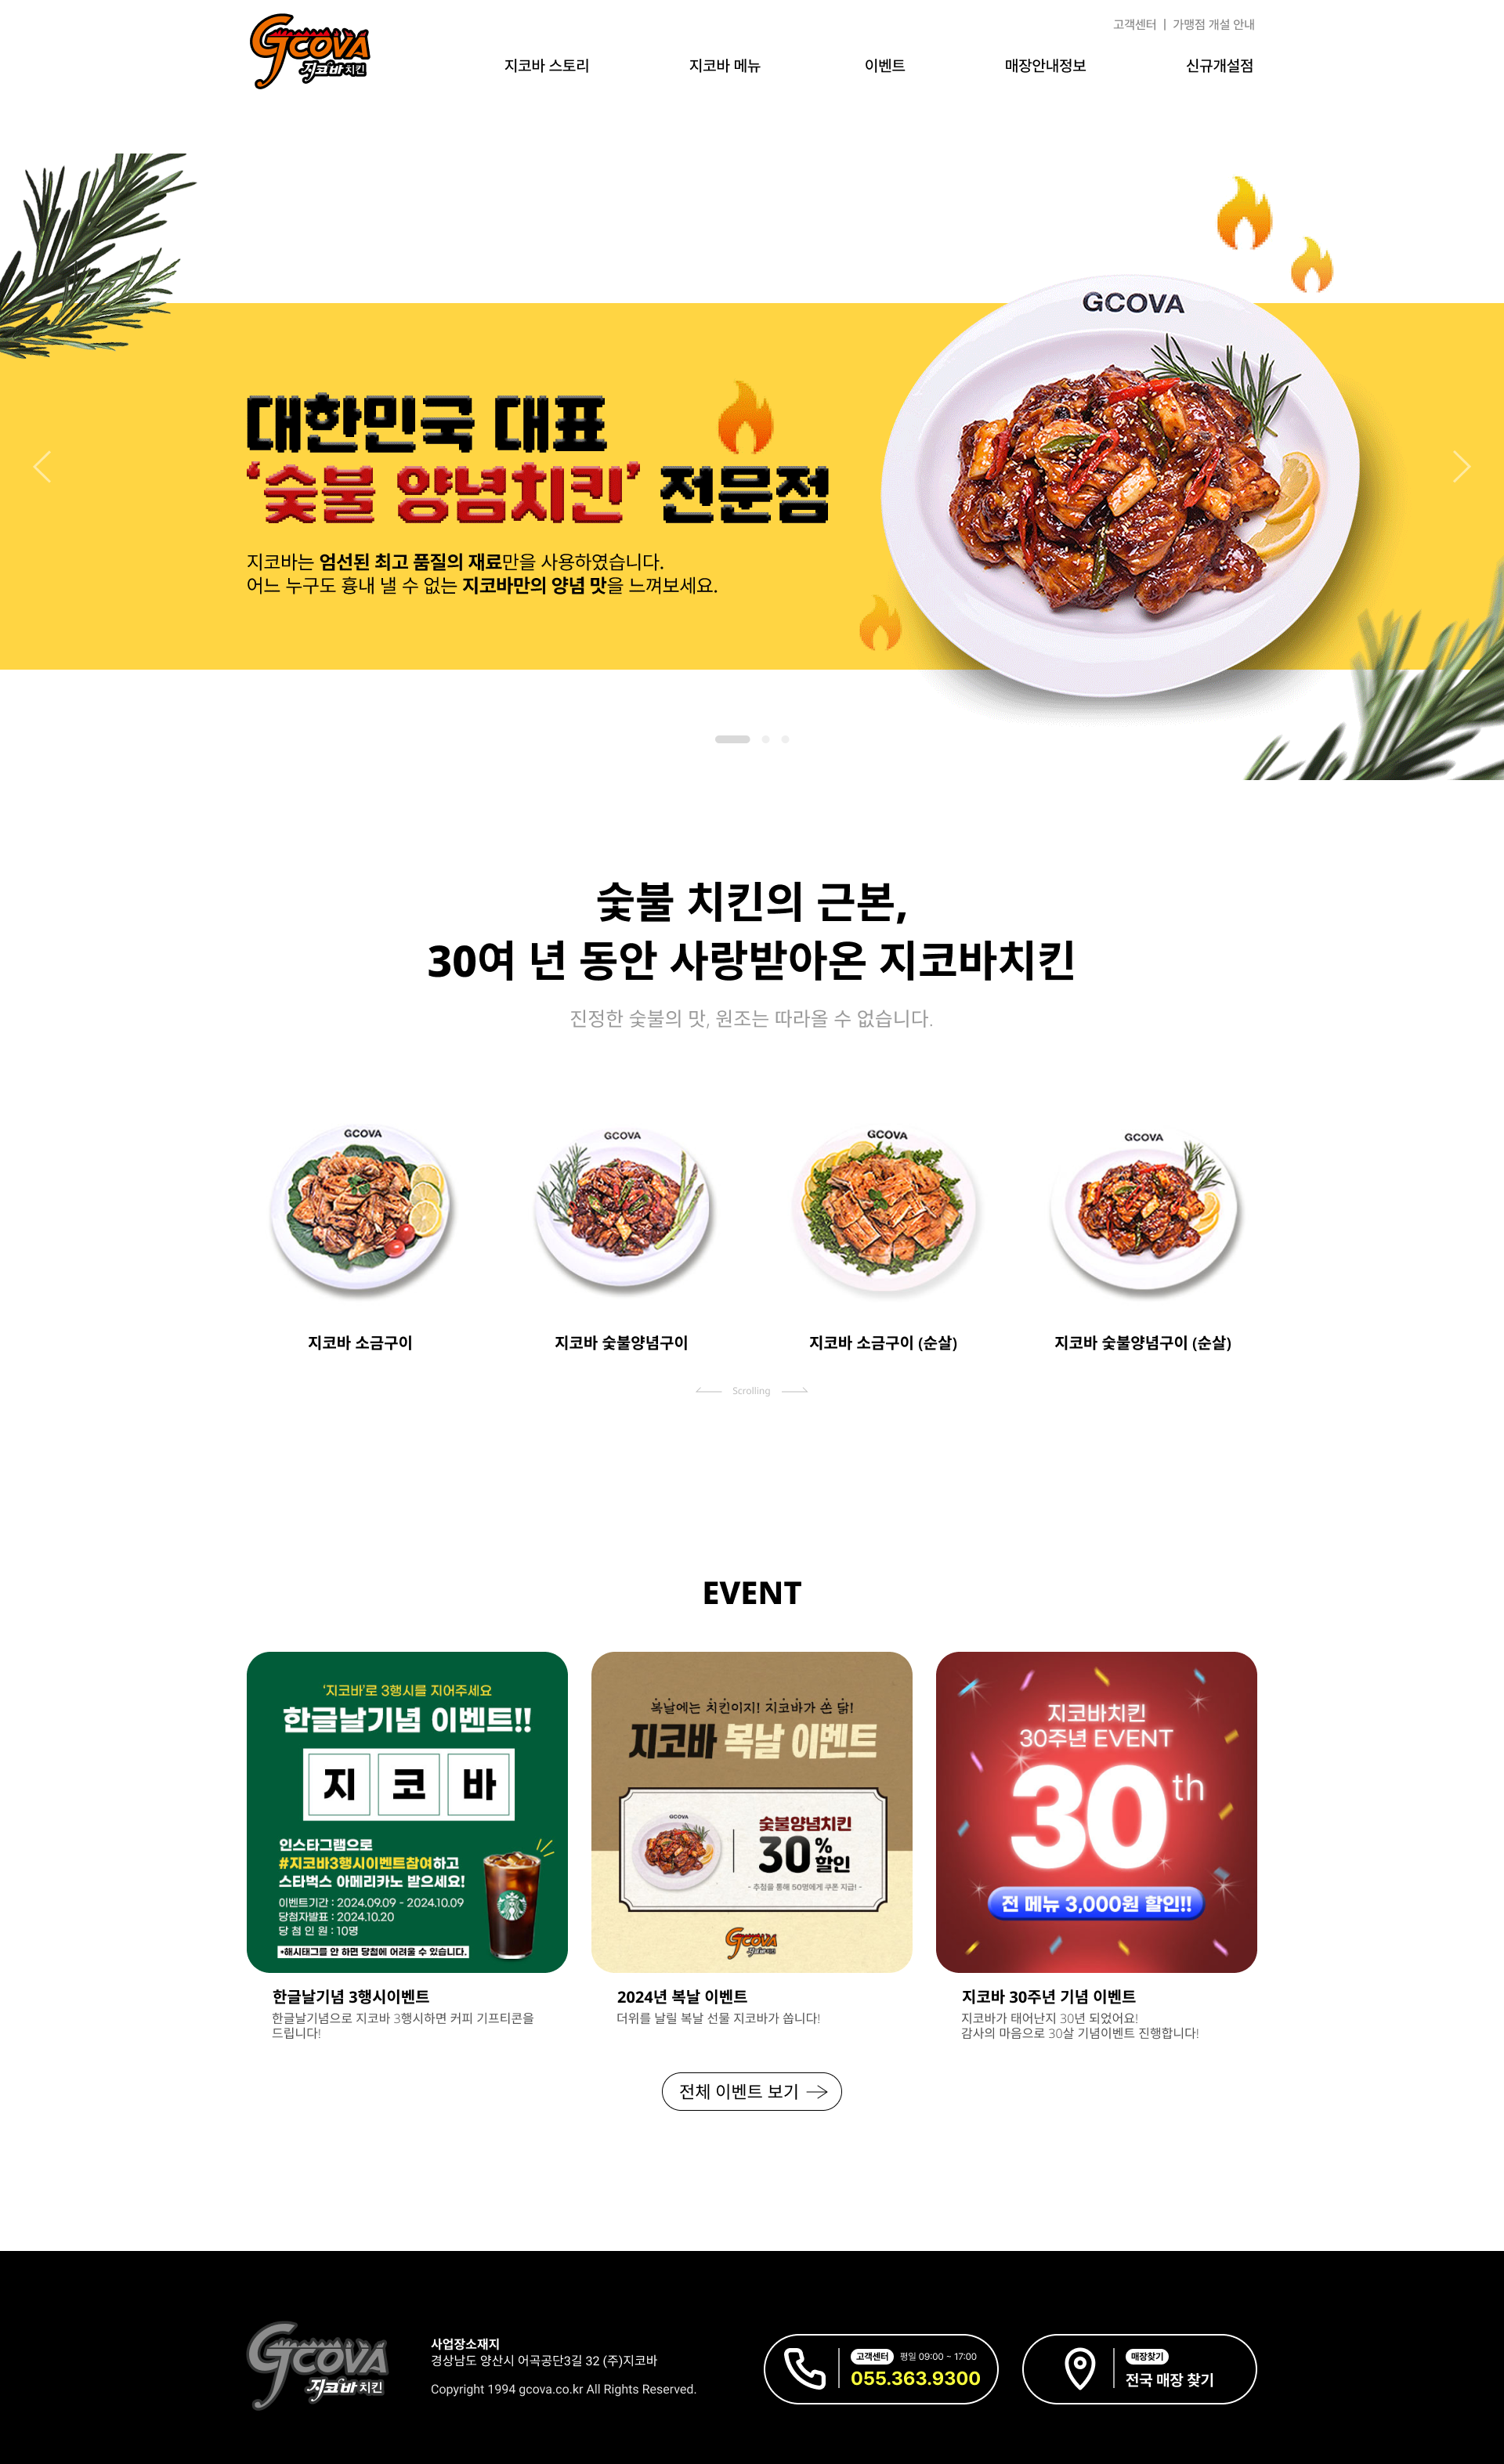 GCOVA
지코바치킨
고객센터 | 가맹점 개설 안내
지코바 스토리 지코바 메뉴 이벤트 매장안내정보 신규개설점
GCOVA
대한민국 대표
‘숯불 양념치킨’ 전문점
지코바는 엄선된 최고 품질의 재료만을 사용하였습니다.
어느 누구도 흉내 낼 수 없는 지코바만의 양념 맛을 느껴보세요.
숯불 치킨의 근본,
30여 년 동안 사랑받아온 지코바치킨
진정한 숯불의 맛, 원조는 따라올 수 없습니다.
GCOVA GCOVA GCOVA GCOVA
지코바 소금구이 지코바 숯불양념구이 지코바 소금구이 (순살) 지코바 숯불양념구이 (순살)
Scrolling
EVENT
‘지코바’로 3행시를 지어주세요
한글날기념 이벤트!!
지 코 바
인스타그램으로
#지코바3행시이벤트참여하고
스타벅스 아메리카노 받으세요!
이벤트기간 : 2024.09.09 - 2024.10.09
당첨자발표 : 2024.10.20
당 첨 인 원 : 10명
*해시태그를 안 하면 당첨에 어려울 수 있습니다.
복날에는 치킨이지! 지코바가 쏜 닭!
지코바 복날 이벤트
GCOVA
숯불양념치킨
30% 할인
- 추첨을 통해 50명에게 쿠폰 지급! -
GCOVA
지코바치킨
지코바치킨
30주년 EVENT
30th
전 메뉴 3,000원 할인!!
한글날기념 3행시이벤트
한글날기념으로 지코바 3행시하면 커피 기프티콘을
드립니다!
2024년 복날 이벤트
더위를 날릴 복날 선물 지코바가 쏩니다!
지코바 30주년 기념 이벤트
지코바가 태어난지 30년 되었어요!
감사의 마음으로 30살 기념이벤트 진행합니다!
전체 이벤트 보기
GCOVA
지코바치킨
사업장소재지
경상남도 양산시 어곡공단3길 32 (주)지코바
Copyright 1994 gcova.co.kr All Rights Reserved.
고객센터 평일 09:00 ~ 17:00
055.363.9300
매장찾기
전국 매장 찾기